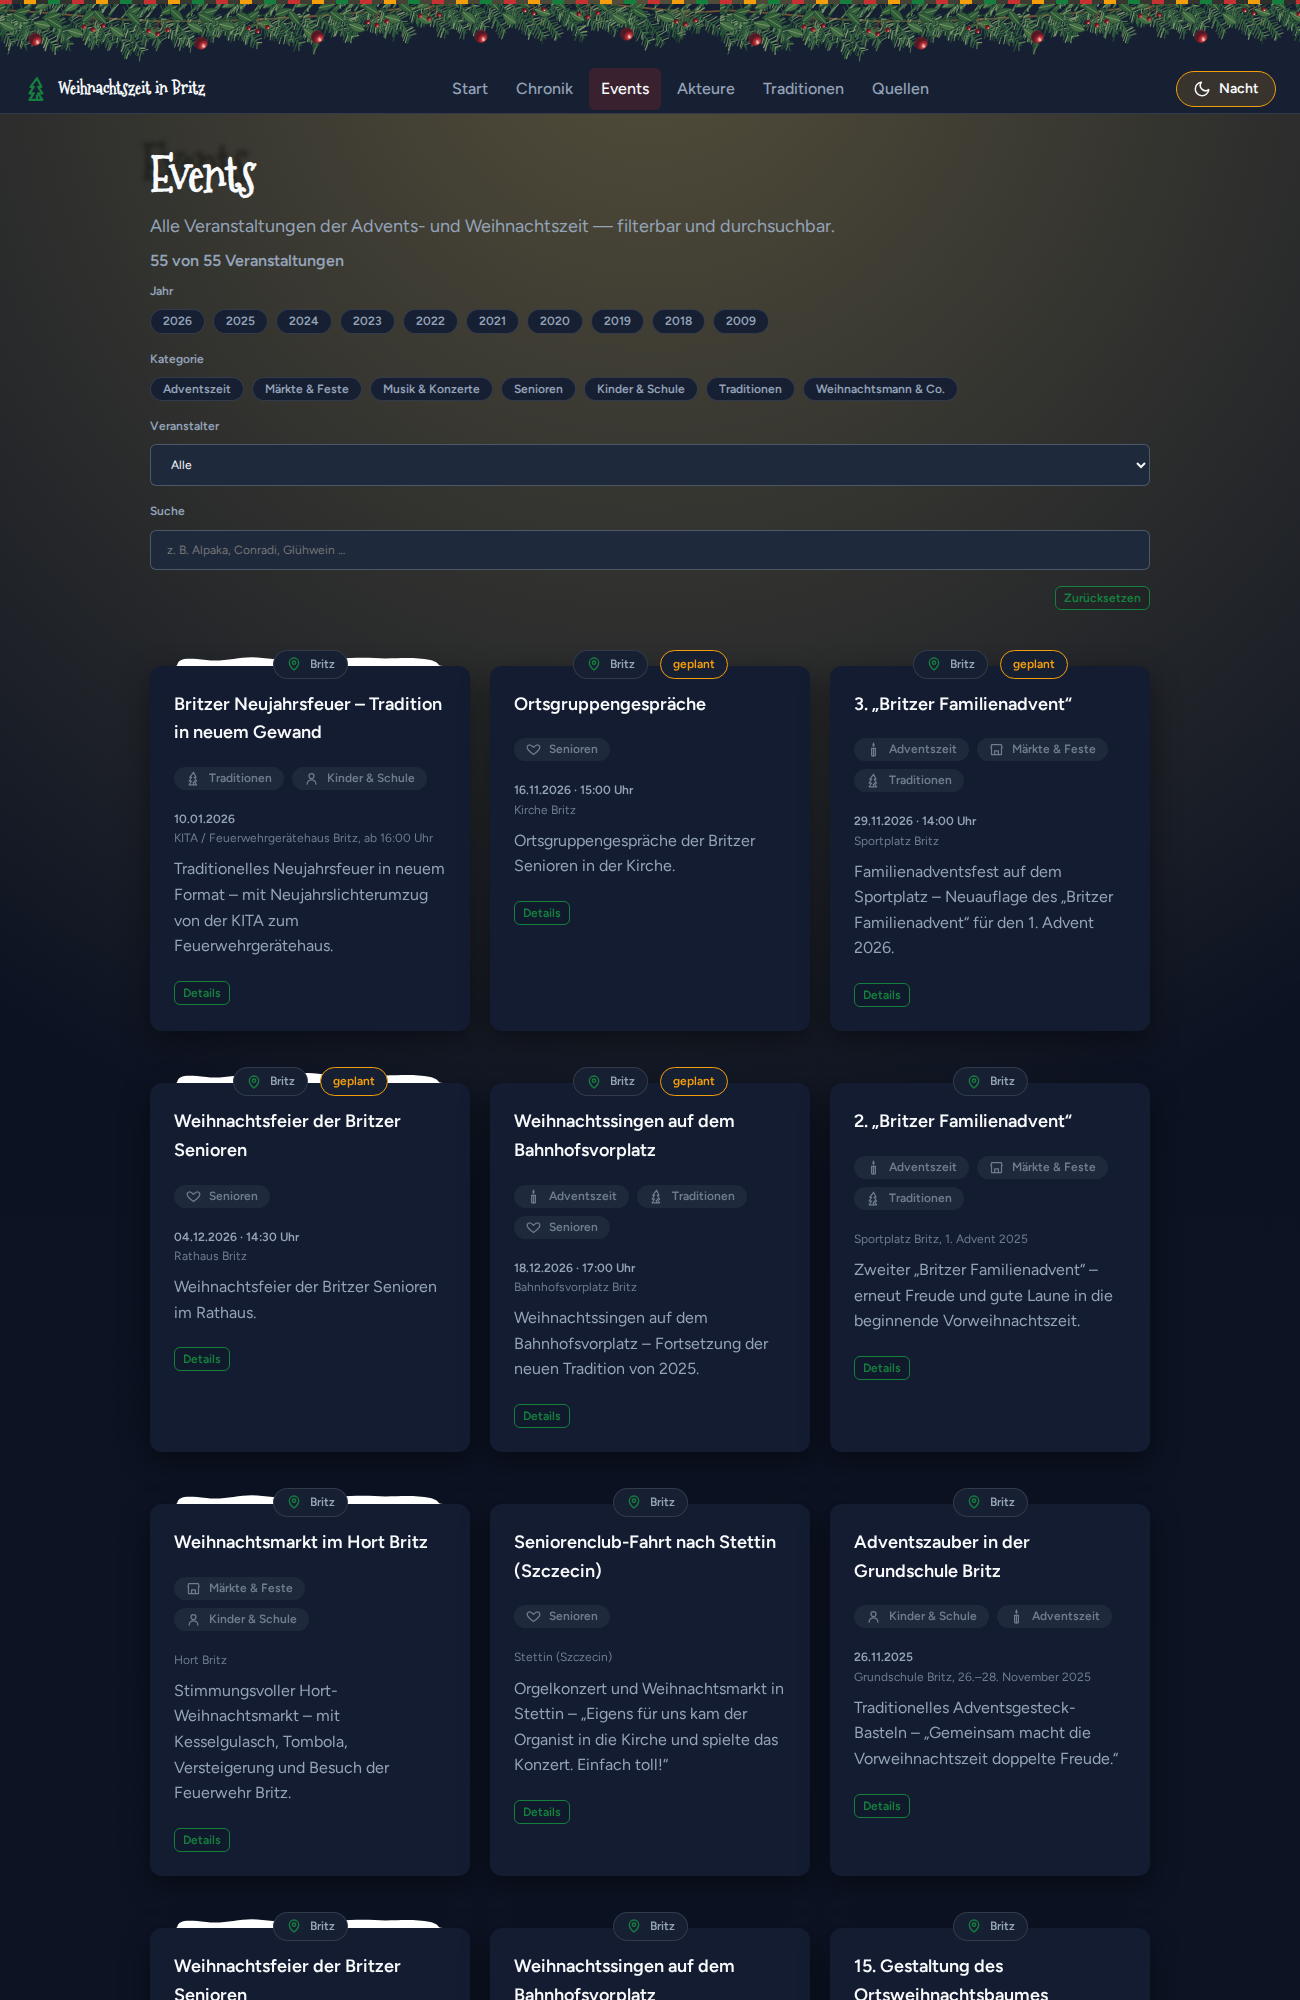 Weihnachtszeit in Britz
Start
Chronik
Events
Akteure
Traditionen
Quellen
Nacht
Events
Alle Veranstaltungen der Advents- und Weihnachtszeit — filterbar und durchsuchbar.
55 von 55 Veranstaltungen
Jahr
2026 2025 2024 2023 2022 2021 2020 2019 2018 2009
Kategorie
Adventszeit Märkte & Feste Musik & Konzerte Senioren Kinder & Schule Traditionen Weihnachtsmann & Co.
Veranstalter
Alle
Suche
z. B. Alpaka, Conradi, Glühwein …
Zurücksetzen
Britz
Britzer Neujahrsfeuer – Tradition
in neuem Gewand
Traditionen Kinder & Schule
10.01.2026
KITA / Feuerwehrgerätehaus Britz, ab 16:00 Uhr
Traditionelles Neujahrsfeuer in neuem
Format – mit Neujahrslichterumzug
von der KITA zum
Feuerwehrgerätehaus.
Details
Britz geplant
Ortsgruppengespräche
Senioren
16.11.2026 · 15:00 Uhr
Kirche Britz
Ortsgruppengespräche der Britzer
Senioren in der Kirche.
Details
Britz geplant
3. „Britzer Familienadvent“
Adventszeit Märkte & Feste
Traditionen
29.11.2026 · 14:00 Uhr
Sportplatz Britz
Familienadventsfest auf dem
Sportplatz – Neuauflage des „Britzer
Familienadvent“ für den 1. Advent
2026.
Details
Britz geplant
Weihnachtsfeier der Britzer
Senioren
Senioren
04.12.2026 · 14:30 Uhr
Rathaus Britz
Weihnachtsfeier der Britzer Senioren
im Rathaus.
Details
Britz geplant
Weihnachtssingen auf dem
Bahnhofsvorplatz
Adventszeit Traditionen
Senioren
18.12.2026 · 17:00 Uhr
Bahnhofsvorplatz Britz
Weihnachtssingen auf dem
Bahnhofsvorplatz – Fortsetzung der
neuen Tradition von 2025.
Details
Britz
2. „Britzer Familienadvent“
Adventszeit Märkte & Feste
Traditionen
Sportplatz Britz, 1. Advent 2025
Zweiter „Britzer Familienadvent“ –
erneut Freude und gute Laune in die
beginnende Vorweihnachtszeit.
Details
Britz
Weihnachtsmarkt im Hort Britz
Märkte & Feste
Kinder & Schule
Hort Britz
Stimmungsvoller Hort-
Weihnachtsmarkt – mit
Kesselgulasch, Tombola,
Versteigerung und Besuch der
Feuerwehr Britz.
Details
Britz
Seniorenclub-Fahrt nach Stettin
(Szczecin)
Senioren
Stettin (Szczecin)
Orgelkonzert und Weihnachtsmarkt in
Stettin – „Eigens für uns kam der
Organist in die Kirche und spielte das
Konzert. Einfach toll!“
Details
Britz
Adventszauber in der
Grundschule Britz
Kinder & Schule Adventszeit
26.11.2025
Grundschule Britz, 26.–28. November 2025
Traditionelles Adventsgesteck-
Basteln – „Gemeinsam macht die
Vorweihnachtszeit doppelte Freude.“
Details
Britz
Weihnachtsfeier der Britzer
Senioren
Britz
Weihnachtssingen auf dem
Bahnhofsvorplatz
Britz
15. Gestaltung des
Ortsweihnachtsbaumes